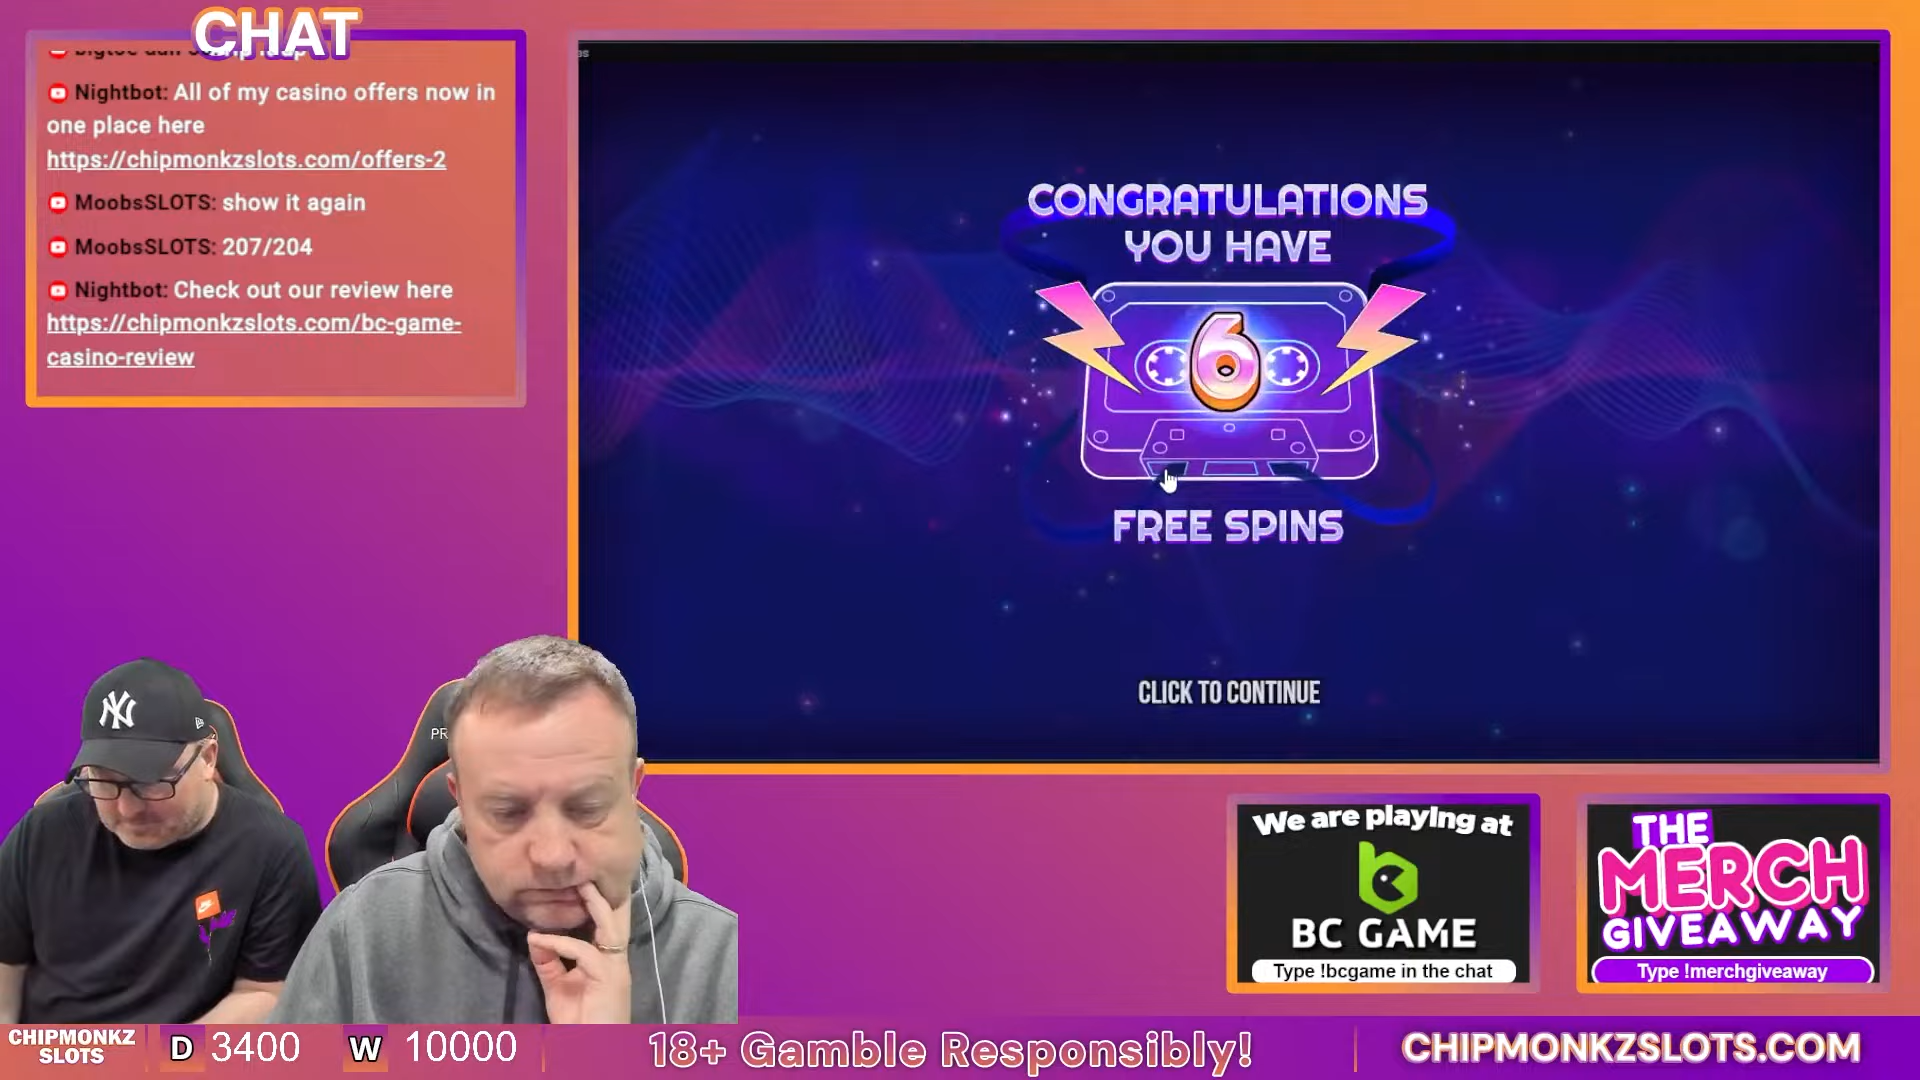 CHAT
Nightbot: All of my casino offers now in
one place here
https://chipmonkzslots.com/offers-2
MoobsSLOTS: show it again
MoobsSLOTS: 207/204
Nightbot: Check out our review here
https://chipmonkzslots.com/bc-game-
casino-review
CONGRATULATIONS
YOU HAVE
6
FREE SPINS
CLICK TO CONTINUE
NY
PR
We are playing at
BC GAME
Type !bcgame in the chat
THE
MERCH
GIVEAWAY
Type !merchgiveaway
CHIPMONKZ
SLOTS
D 3400
W 10000
18+ Gamble Responsibly!
CHIPMONKZSLOTS.COM